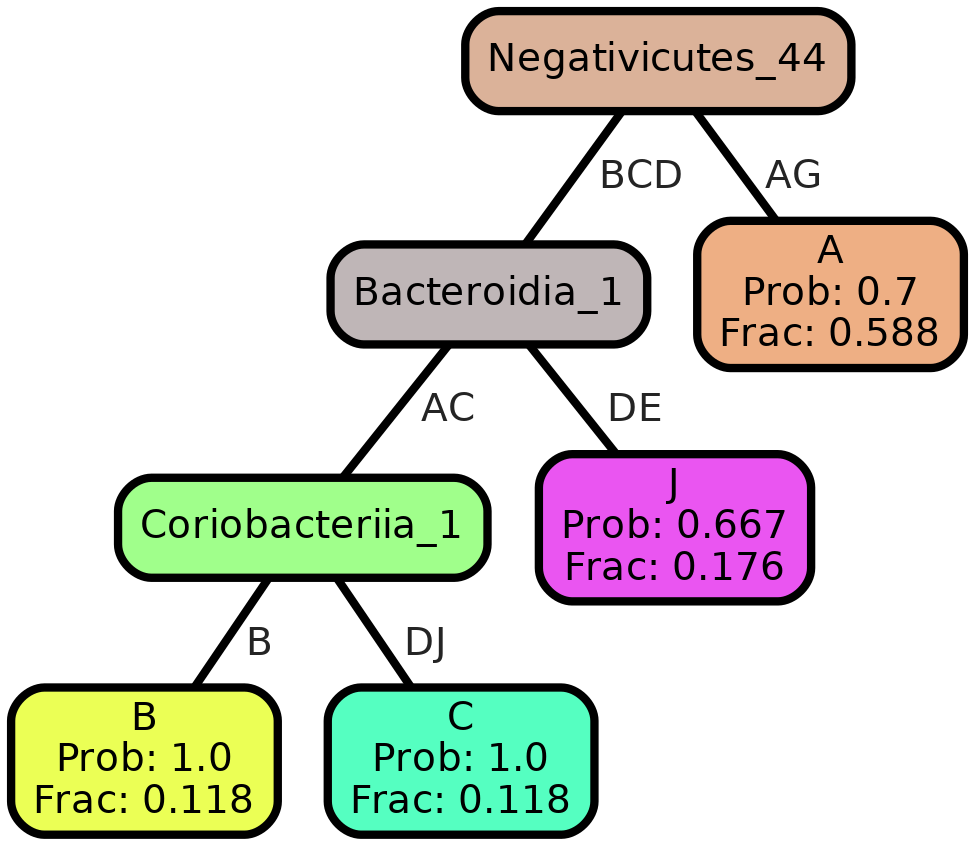 Negativicutes_44
BCD
AG
A
Prob: 0.7
Frac: 0.588
Bacteroidia_1
AC
DE
J
Prob: 0.667
Frac: 0.176
Coriobacteriia_1
B
DJ
B
Prob: 1.0
Frac: 0.118
C
Prob: 1.0
Frac: 0.118